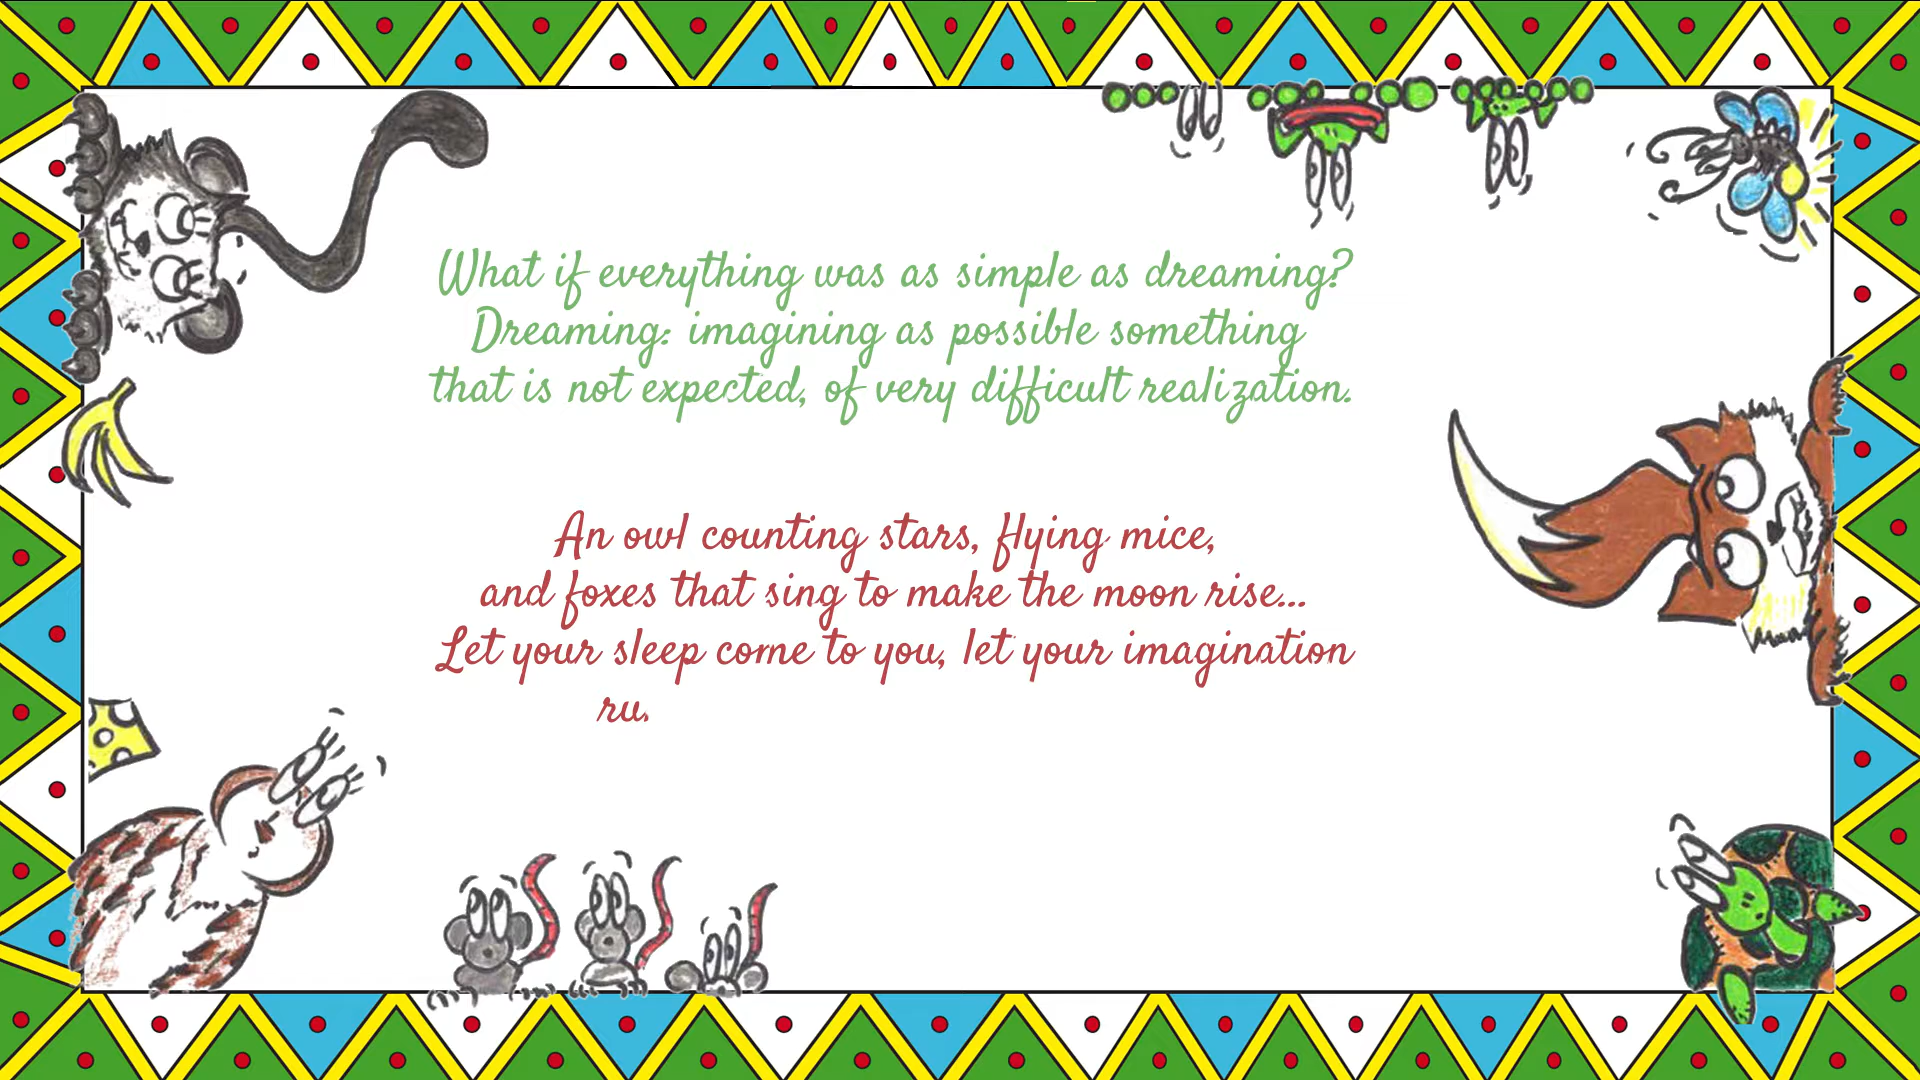 What if everything was as simple as dreaming?
Dreaming: imagining as possible something
that is not expected, of very difficult realization.
An owl counting stars, flying mice,
and foxes that sing to make the moon rise...
Let your sleep come to you, let your imagination
ru.